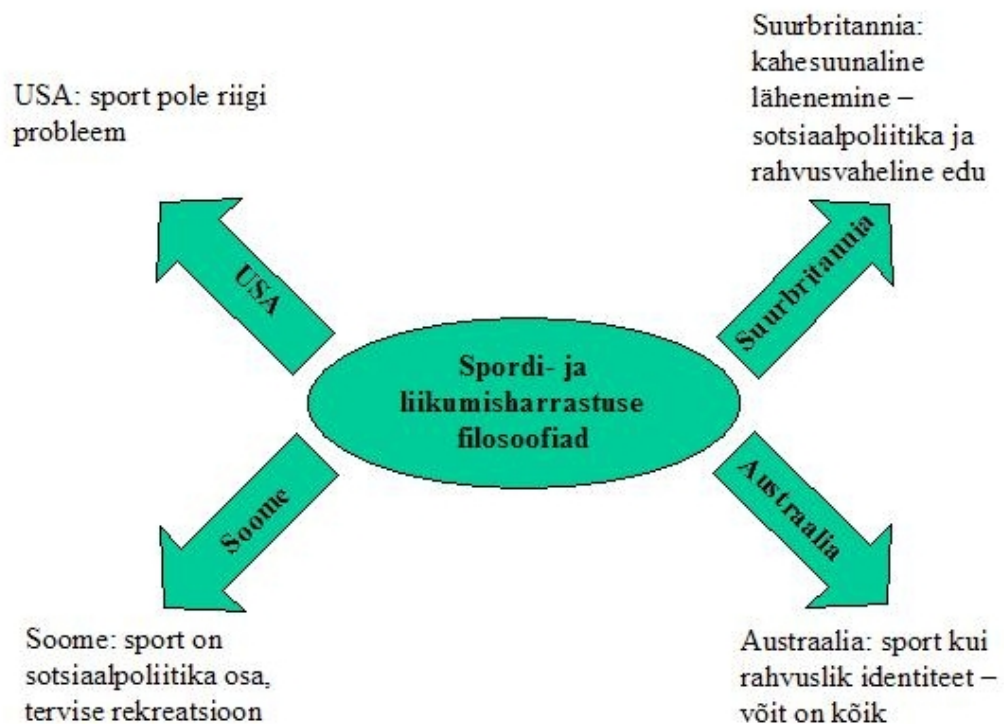 USA: sport pole riigi
probleem
Suurbritannia:
kahesuunaline
lähenemine –
sotsiaalpoliitika ja
rahvusvaheline edu
USA
Suurbritannia
Spordi- ja
liikumisharrastuse
filosoofiad
Soome
Austraalia
Soome: sport on
sotsiaalpoliitika osa,
tervise rekreatsioon
Austraalia: sport kui
rahvuslik identiteet –
võit on kõik